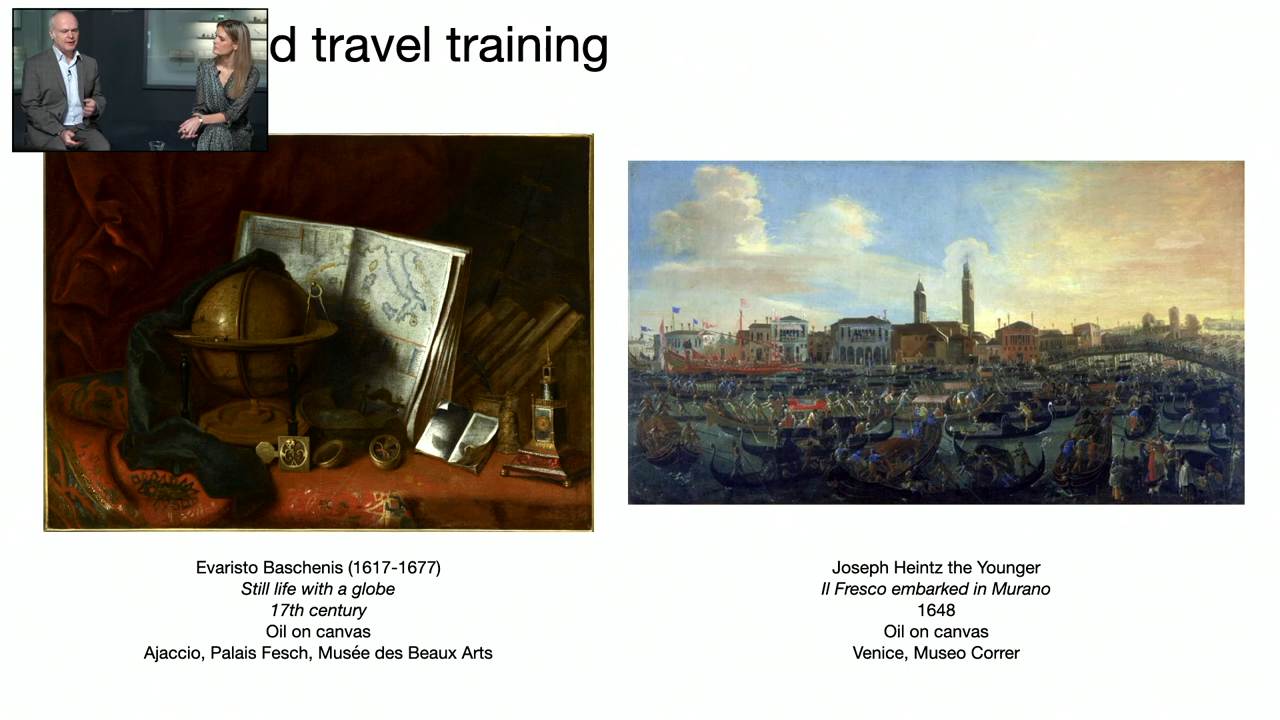 d travel training
Evaristo Baschenis (1617-1677)
Still life with a globe
17th century
Oil on canvas
Ajaccio, Palais Fesch, Musée des Beaux Arts
Joseph Heintz the Younger
Il Fresco embarked in Murano
1648
Oil on canvas
Venice, Museo Correr